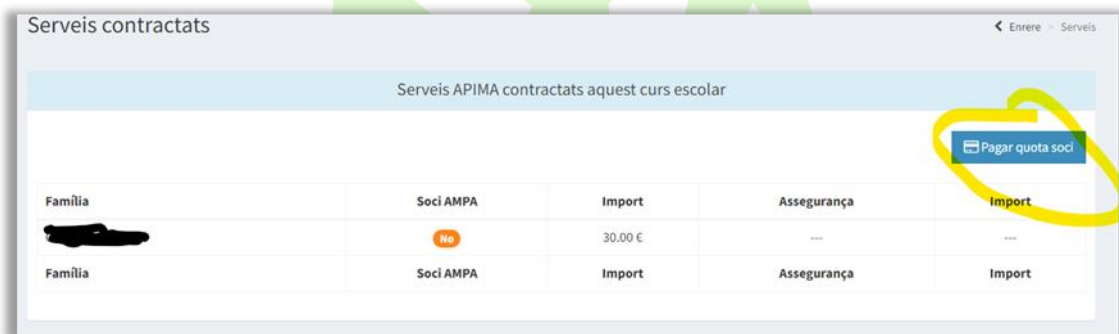 Serveis contractats
Enrere > Serveis
Serveis APIMA contractats aquest curs escolar
Pagar quota soci
Família Soci AMPA Import Assegurança Import
No 30.00 € --- ---
Família Soci AMPA Import Assegurança Import